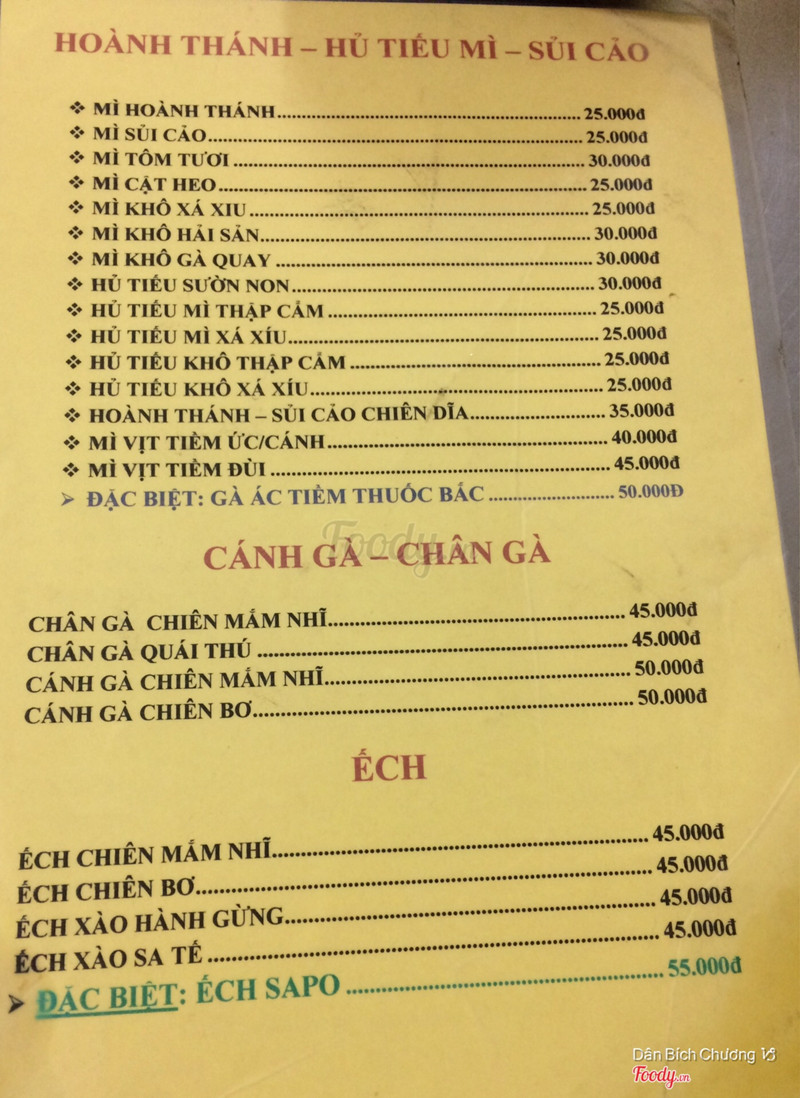 HOÀNH THÁNH – HỦ TIẾU MÌ – SỦI CẢO
❖ MÌ HOÀNH THÁNH.......... 25.000đ
❖ MÌ SỦI CẢO.......... 25.000đ
❖ MÌ TÔM TƯƠI .......... 30.000đ
❖ MÌ CẬT HEO.......... 25.000đ
❖ MÌ KHÔ XÁ XIU.......... 25.000đ
❖ MÌ KHÔ HẢI SẢN.......... 30.000đ
❖ MÌ KHÔ GÀ QUAY .......... 30.000đ
❖ HỦ TIẾU SƯỜN NON.......... 30.000đ
❖ HỦ TIẾU MÌ THẬP CẨM .......... 25.000đ
❖ HỦ TIẾU MÌ XÁ XÍU.......... 25.000đ
❖ HỦ TIẾU KHÔ THẬP CẨM .......... 25.000đ
❖ HỦ TIẾU KHÔ XÁ XÍU.......... 25.000đ
❖ HOÀNH THÁNH – SỦI CẢO CHIÊN DĨA.......... 35.000đ
❖ MÌ VỊT TIỀM ỨC/CÁNH.......... 40.000đ
❖ MÌ VỊT TIỀM ĐÙI .......... 45.000đ
➢ ĐẶC BIỆT: GÀ ÁC TIỀM THUỐC BẮC .......... 50.000Đ
Foody
CÁNH GÀ – CHÂN GÀ
CHÂN GÀ CHIÊN MẮM NHĨ.......... 45.000đ
CHÂN GÀ QUÁI THÚ .......... 45.000đ
CÁNH GÀ CHIÊN MẮM NHĨ.......... 50.000đ
CÁNH GÀ CHIÊN BƠ.......... 50.000đ
ẾCH
ẾCH CHIÊN MẮM NHĨ.......... 45.000đ
ẾCH CHIÊN BƠ.......... 45.000đ
ẾCH XÀO HÀNH GỪNG.......... 45.000đ
ẾCH XÀO SA TẾ .......... 45.000đ
➢ ĐẶC BIỆT: ẾCH SAPO .......... 55.000đ
Dân Bích Chương
Foody.vn